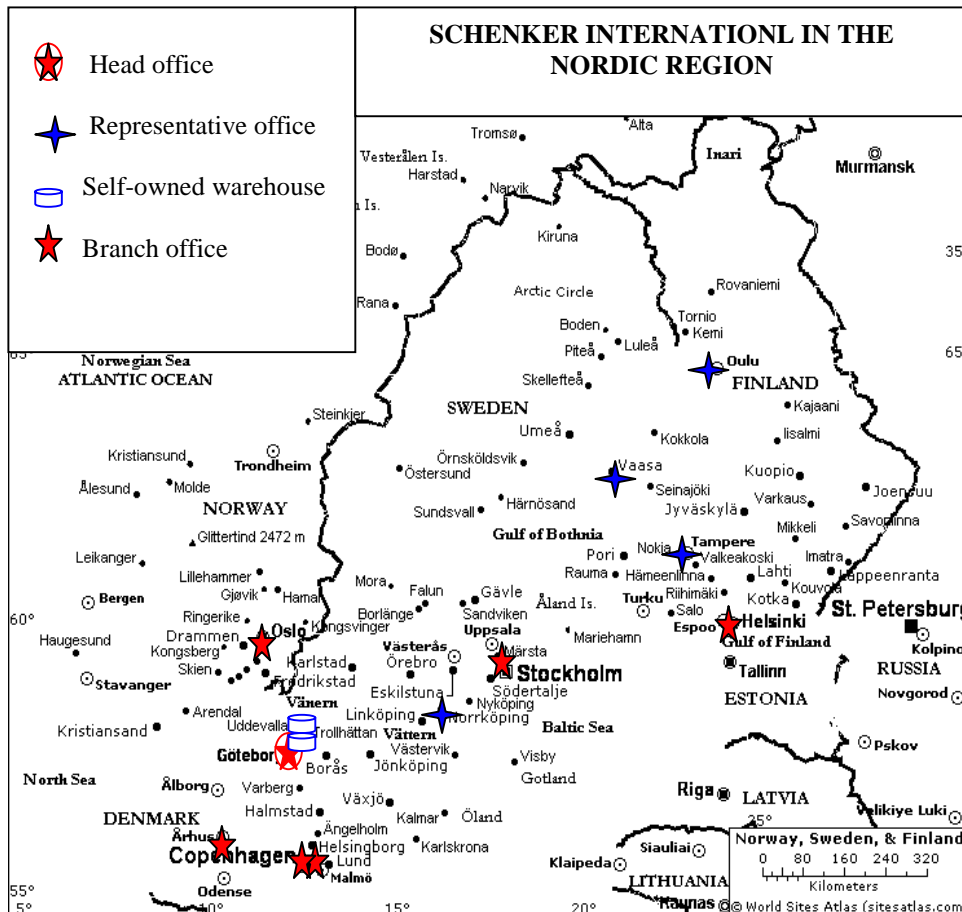 SCHENKER INTERNATIONL IN THE
NORDIC REGION
Head office
Representative office
Self-owned warehouse
Branch office
Tromsø
Alta
Vesterålen Is.
Inari
Murmansk
Harstad
Narvik
n Is.
Kiruna
Bodø
35
Rana
Arctic Circle
Rovaniemi
Tornio
Kemi
Boden
Luleå
Piteå
65
Norwegian Sea
ATLANTIC OCEAN
Oulu
FINLAND
Skellefteå
Kajaani
SWEDEN
Steinkjer
Umeå
Kokkola
Iisalmi
Trondheim
Kristiansund
Örnsköldsvik
Östersund
Vaasa
Kuopio
Ålesund
Molde
Seinajöki
Joensuu
Härnösand
Varkaus
NORWAY
Sundsvall
Jyväskylä
Savonlinna
Mikkeli
Glittertind 2472 m
Gulf of Bothnia
Tampere
Nokia
Valkeakoski
Pori
Imatra
Leikanger
Lillehammer
Rauma
Hämeenlinna
Lahti
Lappeenranta
Gjøvik
Hamar
Mora
Falun
Gävle
Riihimäki
Kouvola
Bergen
Borlänge
Sandviken
Åland Is.
Turku
Salo
Kotka
St. Petersburg
60°
Ringerike
Kongsvinger
Uppsala
Mariehamn
Espoo
Helsinki
Gulf of Finland
Kolpino
Haugesund
Drammen
Oslo
Kongsberg
Västerås
Märsta
Karlstad
Örebro
Stockholm
Tallinn
RUSSIA
Skien
Fredrikstad
Eskilstuna
Södertalje
Stavanger
Vänern
Nyköping
ESTONIA
Novgorod
Arendal
Linköping
Norrköping
Kristiansand
Uddevalla
Trollhättan
Vättern
Baltic Sea
Pskov
Göteborg
Borås
Jönköping
Västervik
Visby
Gotland
North Sea
Ålborg
Varberg
Riga
LATVIA
Växjö
Halmstad
Kalmar
Öland
Velikiye Luki
DENMARK
25°
Århus
Ängelholm
Karlskrona
Norway, Sweden, & Finland
Helsingborg
Copenhagen
Lund
Malmö
Siauliai
Klaipeda
0 80 160 240 320
Kilometers
Odense
LITHUANIA
55°
10°
15°
20°
Kaunas
© World Sites Atlas (sitesatlas.com